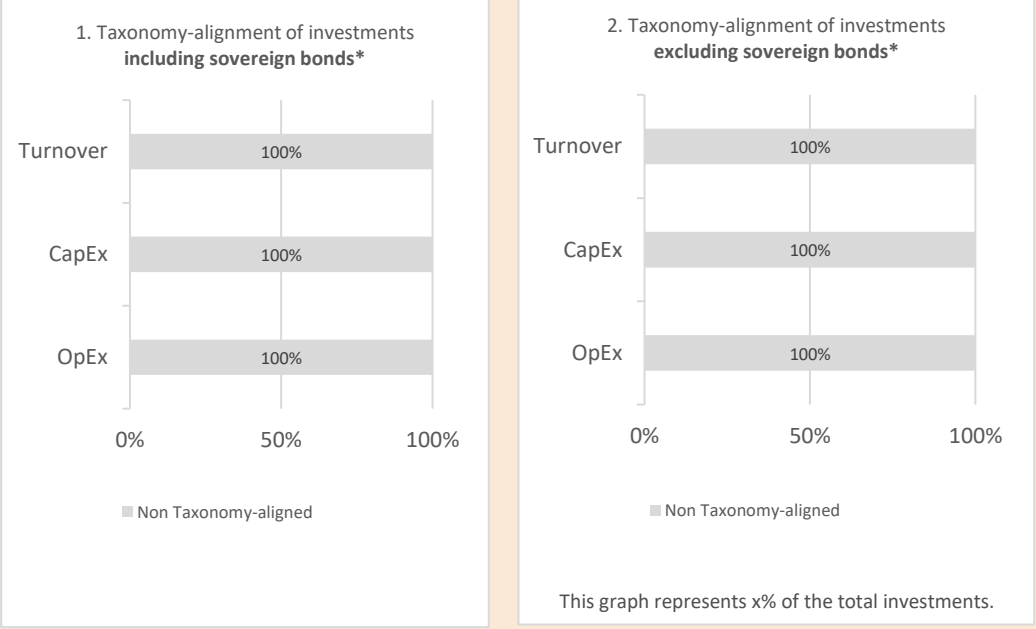 1. Taxonomy-alignment of investments
including sovereign bonds*
Turnover
100%
CapEx
100%
OpEx
100%
0% 50% 100%
Non Taxonomy-aligned
2. Taxonomy-alignment of investments
excluding sovereign bonds*
Turnover
100%
CapEx
100%
OpEx
100%
0% 50% 100%
Non Taxonomy-aligned
This graph represents x% of the total investments.